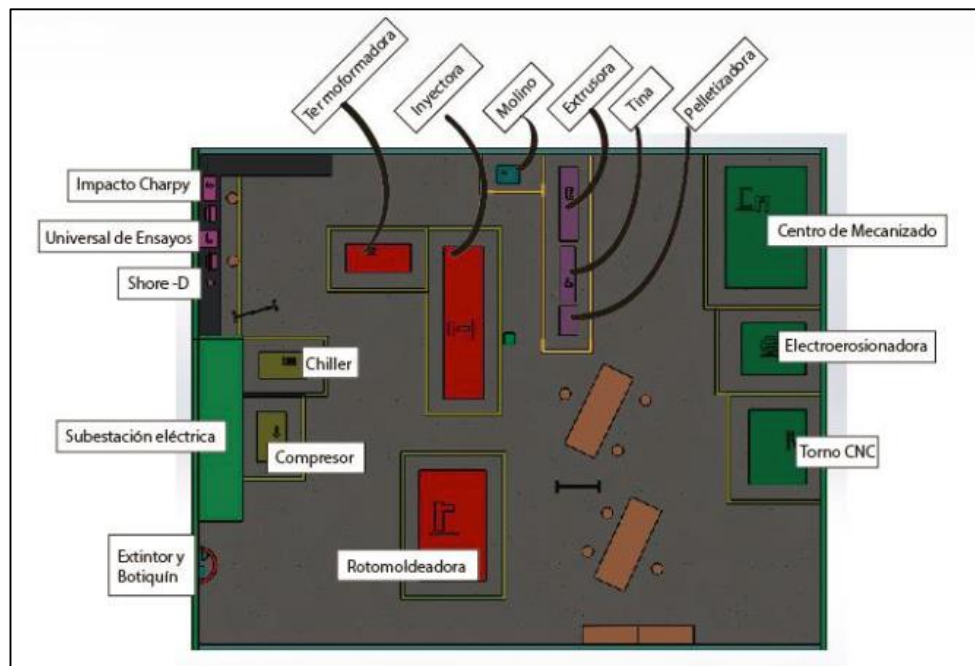 Termoformadora
Inyectora
Molino
Extrusora
Tina
Pelletizadora
Impacto Charpy
Universal de Ensayos
Shore -D
Centro de Mecanizado
Electroerosionadora
Torno CNC
Chiller
Subestación eléctrica
Compresor
Extintor y
Botiquín
Rotomoldeadora